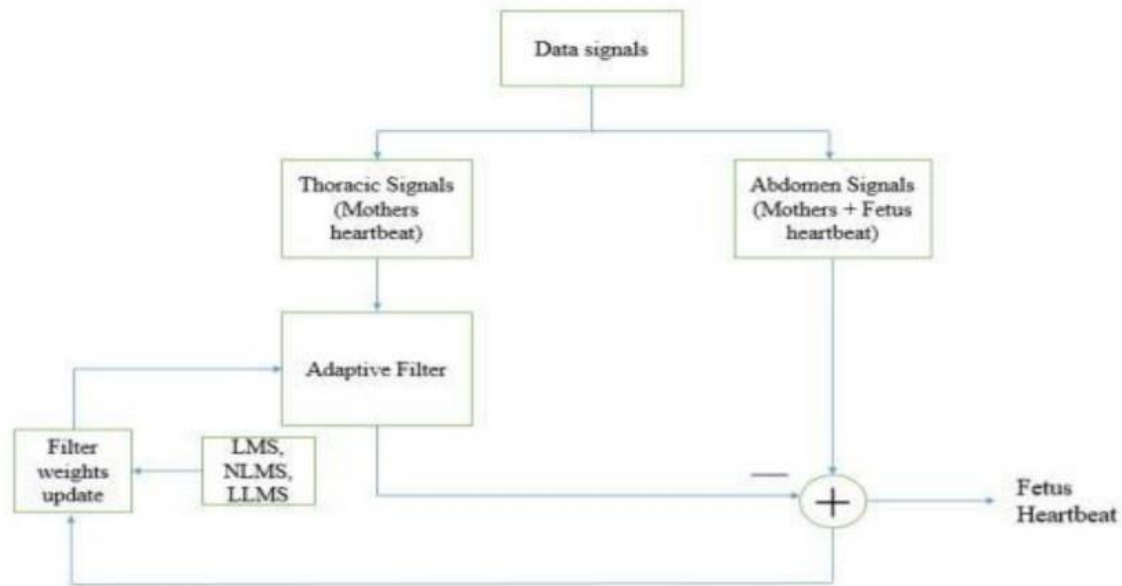 Data signals
Thoracic Signals
(Mothers
heartbeat)
Abdomen Signals
(Mothers + Fetus
heartbeat)
Adaptive Filter
Filter
weights
update
LMS,
NLMS,
LLMS
—
+
Fetus
Heartbeat